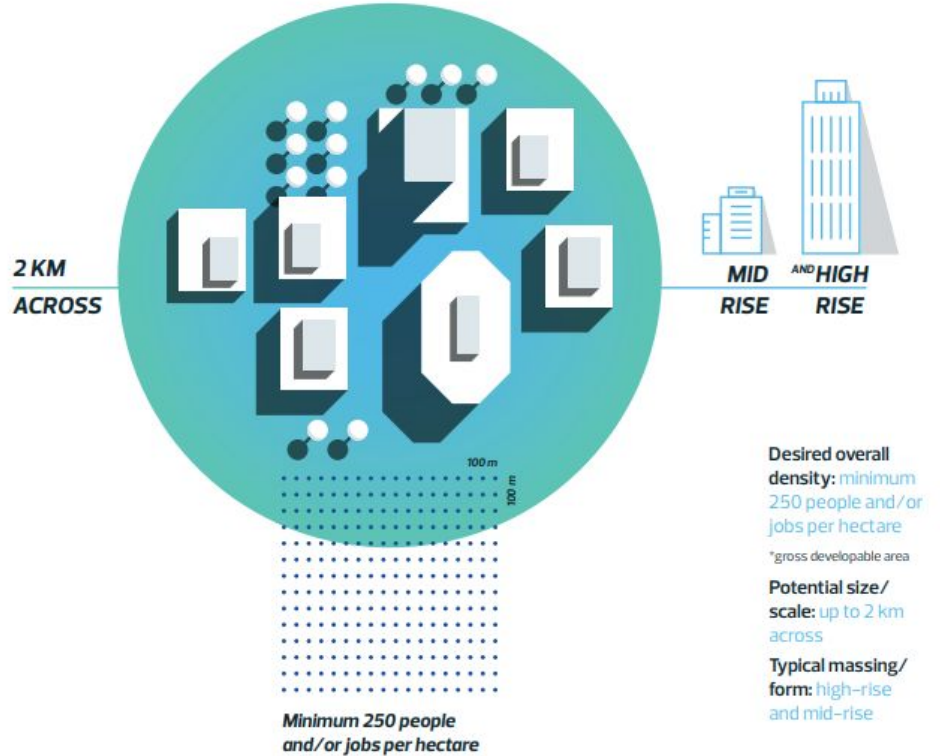 2 KM
ACROSS
MID
RISE
AND HIGH
RISE
100 m
100 m
Desired overall
density: minimum
250 people and/or
jobs per hectare
*gross developable area
Potential size/
scale: up to 2 km
across
Typical massing/
form: high-rise
and mid-rise
Minimum 250 people
and/or jobs per hectare